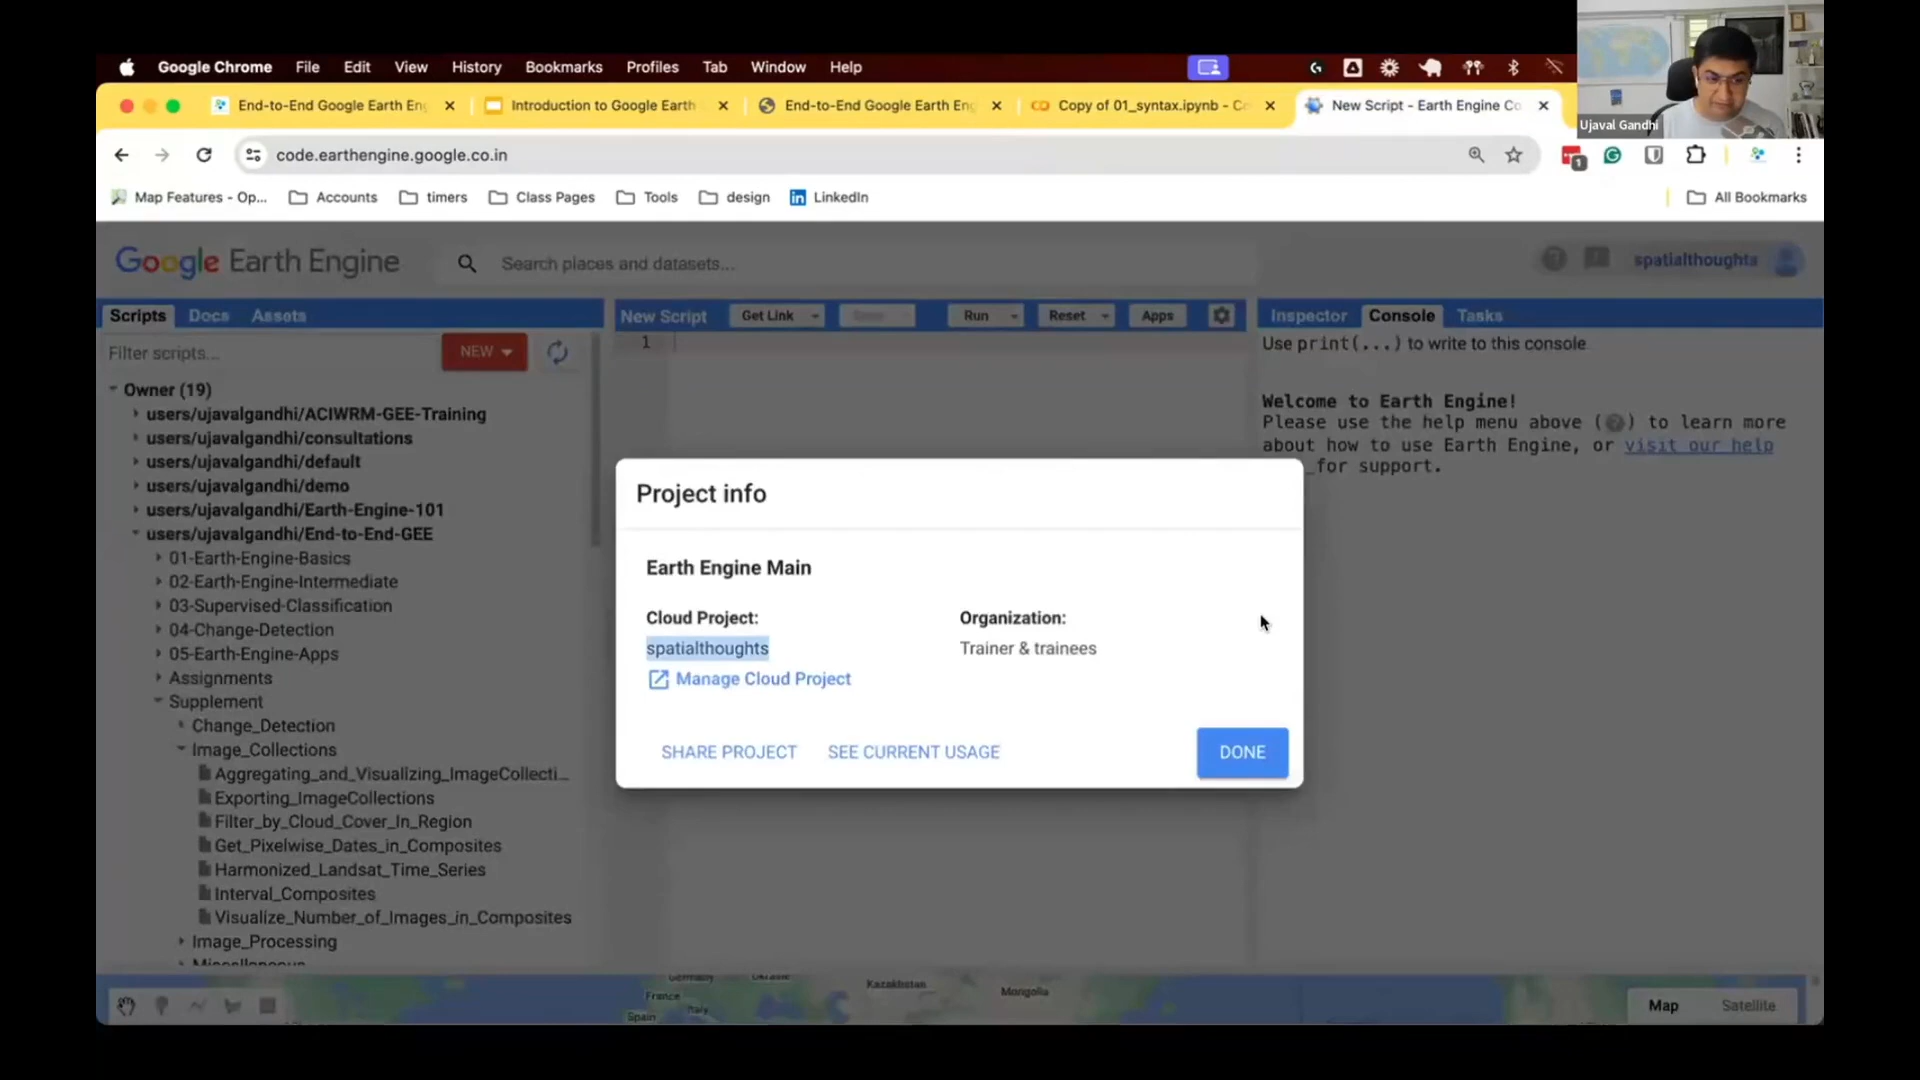 Google Chrome File Edit View History Bookmarks Profiles Tab Window Help
Ujaval Gandhi
End-to-End Google Earth En
Introduction to Google Earth
End-to-End Google Earth En
Copy of 01_syntax.ipynb - C
New Script - Earth Engine Co
code.earthengine.google.co.in
1
Map Features - Op... Accounts timers Class Pages Tools design LinkedIn All Bookmarks
Google Earth Engine
Search places and datasets...
spatialthoughts
Scripts Docs Assets
New Script Get Link Save Run Reset Apps
Inspector Console Tasks
Filter scripts...
NEW
1
Use print(...) to write to this console
Owner (19)
users/ujavalgandhi/ACIWRM-GEE-Training
users/ujavalgandhi/consultations
users/ujavalgandhi/default
users/ujavalgandhi/demo
users/ujavalgandhi/Earth-Engine-101
users/ujavalgandhi/End-to-End-GEE
01-Earth-Engine-Basics
02-Earth-Engine-Intermediate
03-Supervised-Classification
04-Change-Detection
05-Earth-Engine-Apps
Assignments
Supplement
Change_Detection
Image_Collections
Aggregating_and_Visualizing_ImageCollecti...
Exporting_ImageCollections
Filter_by_Cloud_Cover_In_Region
Get_Pixelwise_Dates_in_Composites
Harmonized_Landsat_Time_Series
Interval_Composites
Visualize_Number_of_Images_in_Composites
Image_Processing
Miscellaneous
Welcome to Earth Engine!
Please use the help menu above (?) to learn more
about how to use Earth Engine, or visit our help
for support.
Project info
Earth Engine Main
Cloud Project:
spatialthoughts
Manage Cloud Project
Organization:
Trainer & trainees
SHARE PROJECT SEE CURRENT USAGE DONE
Germany
Ukraine
Kazakhstan
France
Mongolia
Italy
Spain
Map Satellite